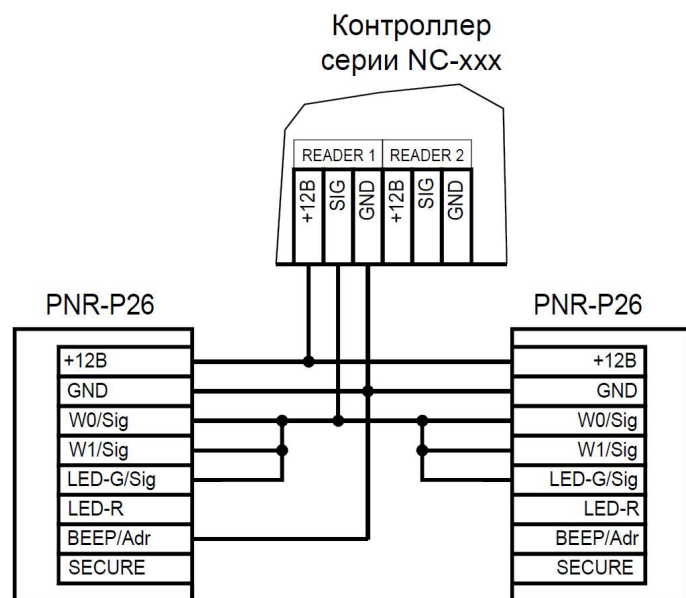 Контроллер
серии NC-xxx
READER 1 READER 2
+12В SIG GND +12В SIG GND
PNR-P26 PNR-P26
+12В +12В
GND GND
W0/Sig W0/Sig
W1/Sig W1/Sig
LED-G/Sig LED-G/Sig
LED-R LED-R
BEEP/Adr BEEP/Adr
SECURE SECURE